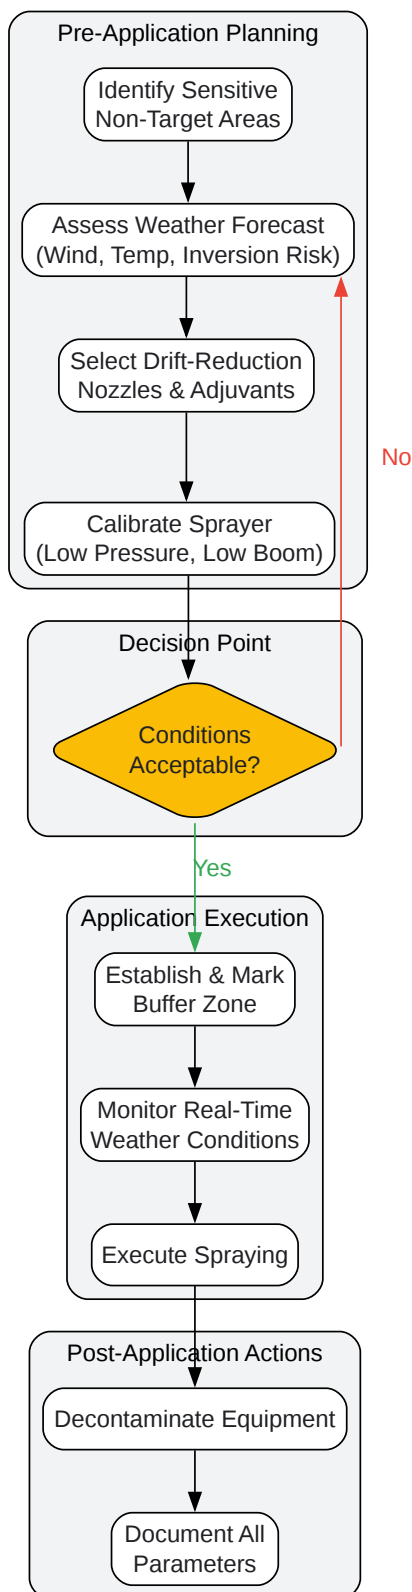 Pre-Application Planning
Identify Sensitive
Non-Target Areas
Assess Weather Forecast
(Wind, Temp, Inversion Risk)
Select Drift-Reduction
Nozzles & Adjuvants
No
Calibrate Sprayer
(Low Pressure, Low Boom)
Decision Point
Conditions
Acceptable?
Yes
Application Execution
Establish & Mark
Buffer Zone
Monitor Real-Time
Weather Conditions
Execute Spraying
Post-Application Actions
Decontaminate Equipment
Document All
Parameters